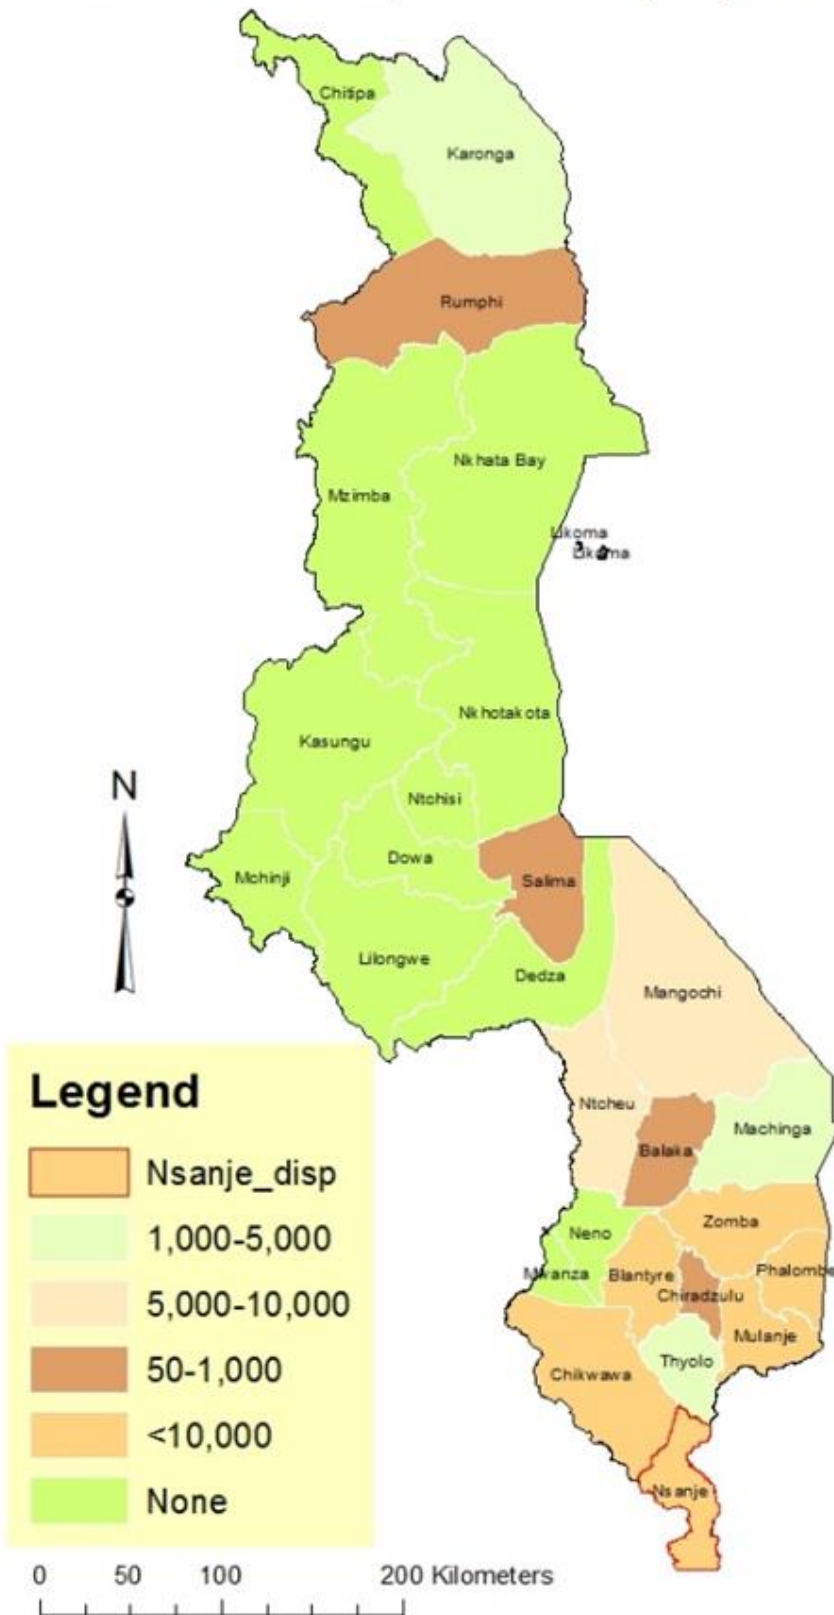 Chitipa
Karonga
Rumphi
Nkhata Bay
Mzimba
Likoma
Likoma
Nkhotakota
Kasungu
N
Ntchisi
Dowa
Mchinji
Salima
Lilongwe
Dedza
Mangochi
Ntcheu
Machinga
Balaka
Zomba
Neno
Phalombe
Mwanza
Blantyre
Chiradzulu
Mulanje
Thyolo
Chikwawa
Nsanje
Legend
Nsanje_disp
1,000-5,000
5,000-10,000
50-1,000
<10,000
None
0 50 100 200 Kilometers